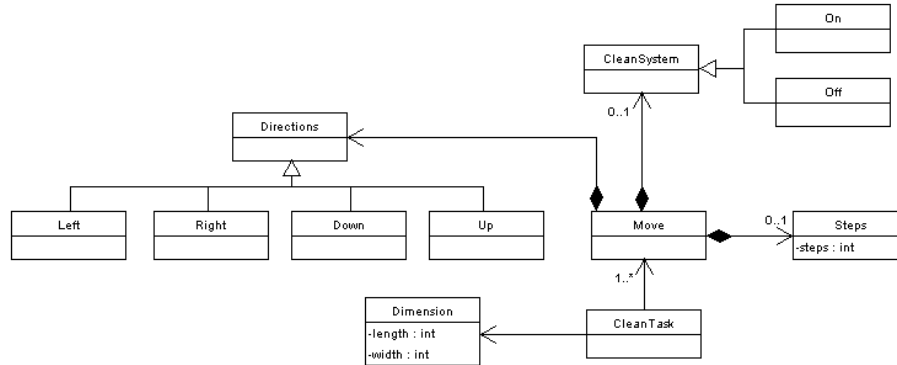 On
CleanSystem
Off
0..1
Directions
Left
Right
Down
Up
Move
0..1
Steps
-steps : int
1..*
Dimension
-length : int
-width : int
CleanTask